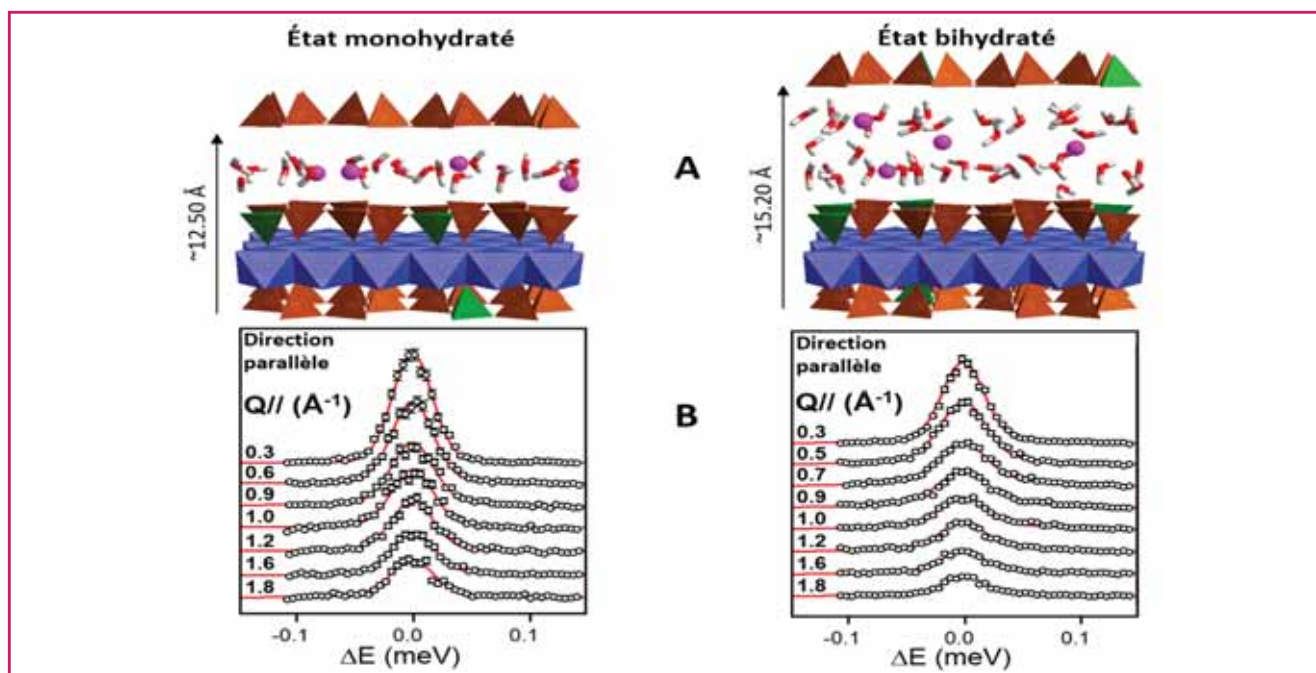 État monohydraté
État bihydraté
~12.50 Å
A
~15.20 Å
Direction
parallèle
Q// (Å-1)
0.3
0.6
0.9
1.0
1.2
1.6
1.8
-0.1
0.0
0.1
ΔE (meV)
B
Direction
parallèle
Q// (Å-1)
0.3
0.5
0.7
0.9
1.0
1.2
1.6
1.8
-0.1
0.0
0.1
ΔE (meV)